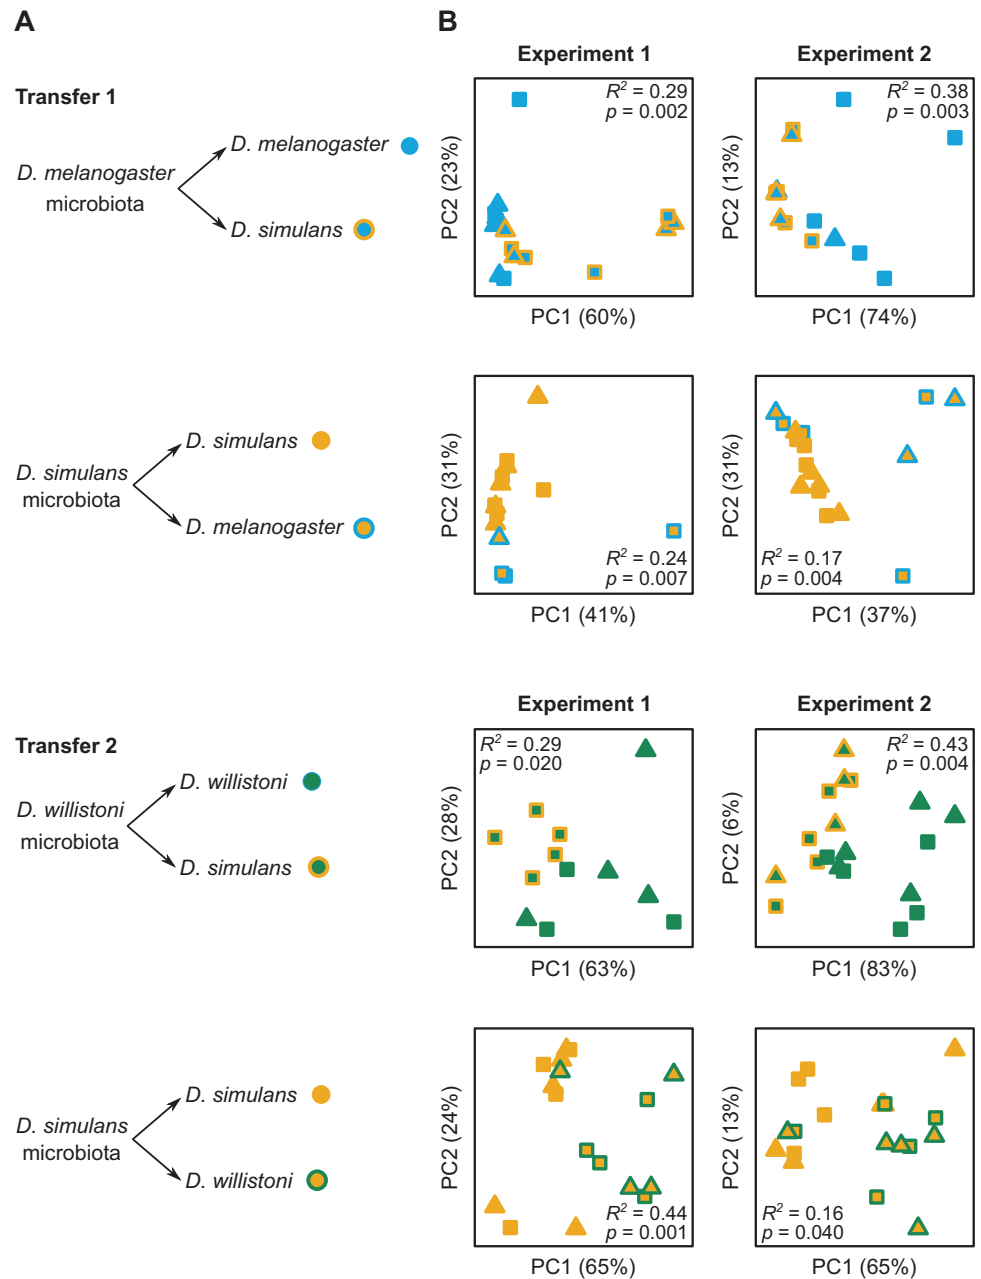 A
B
Experiment 1
Experiment 2
Transfer 1
D. melanogaster
microbiota
D. melanogaster
D. simulans
PC2 (23%)
R² = 0.29
p = 0.002
PC1 (60%)
PC2 (13%)
R² = 0.38
p = 0.003
PC1 (74%)
D. simulans
microbiota
D. simulans
D. melanogaster
PC2 (31%)
R² = 0.24
p = 0.007
PC1 (41%)
PC2 (31%)
R² = 0.17
p = 0.004
PC1 (37%)
Experiment 1
Experiment 2
Transfer 2
D. willistoni
microbiota
D. willistoni
D. simulans
PC2 (28%)
R² = 0.29
p = 0.020
PC1 (63%)
PC2 (6%)
R² = 0.43
p = 0.004
PC1 (83%)
D. simulans
microbiota
D. simulans
D. willistoni
PC2 (24%)
R² = 0.44
p = 0.001
PC1 (65%)
PC2 (13%)
R² = 0.16
p = 0.040
PC1 (65%)